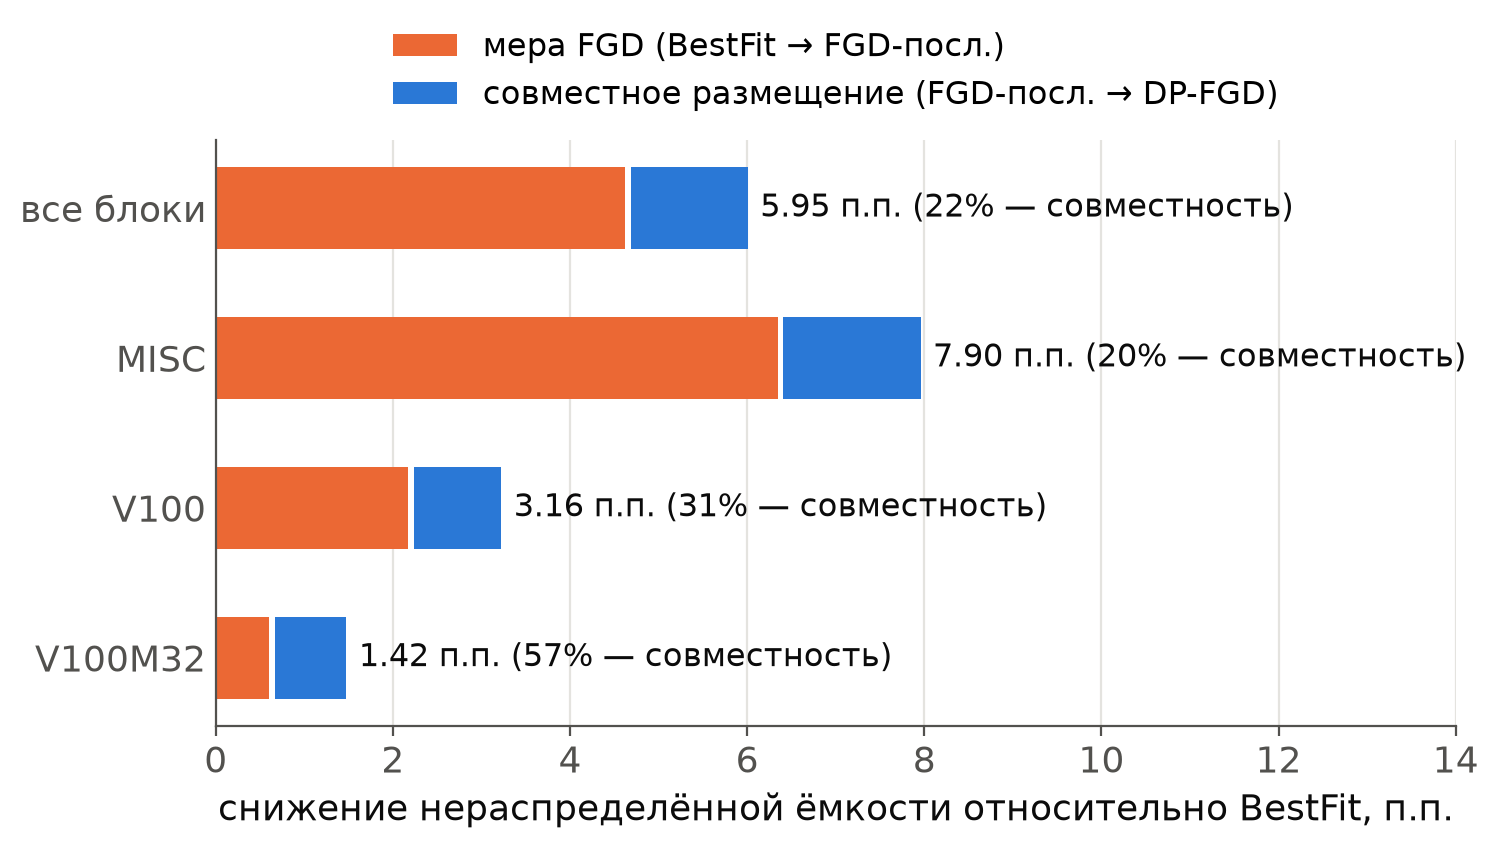 мера FGD (BestFit → FGD-посл.)
совместное размещение (FGD-посл. → DP-FGD)
все блоки
5.95 п.п. (22% — совместность)
MISC
7.90 п.п. (20% — совместность)
V100
3.16 п.п. (31% — совместность)
V100M32
1.42 п.п. (57% — совместность)
0 2 4 6 8 10 12 14
снижение нераспределённой ёмкости относительно BestFit, п.п.